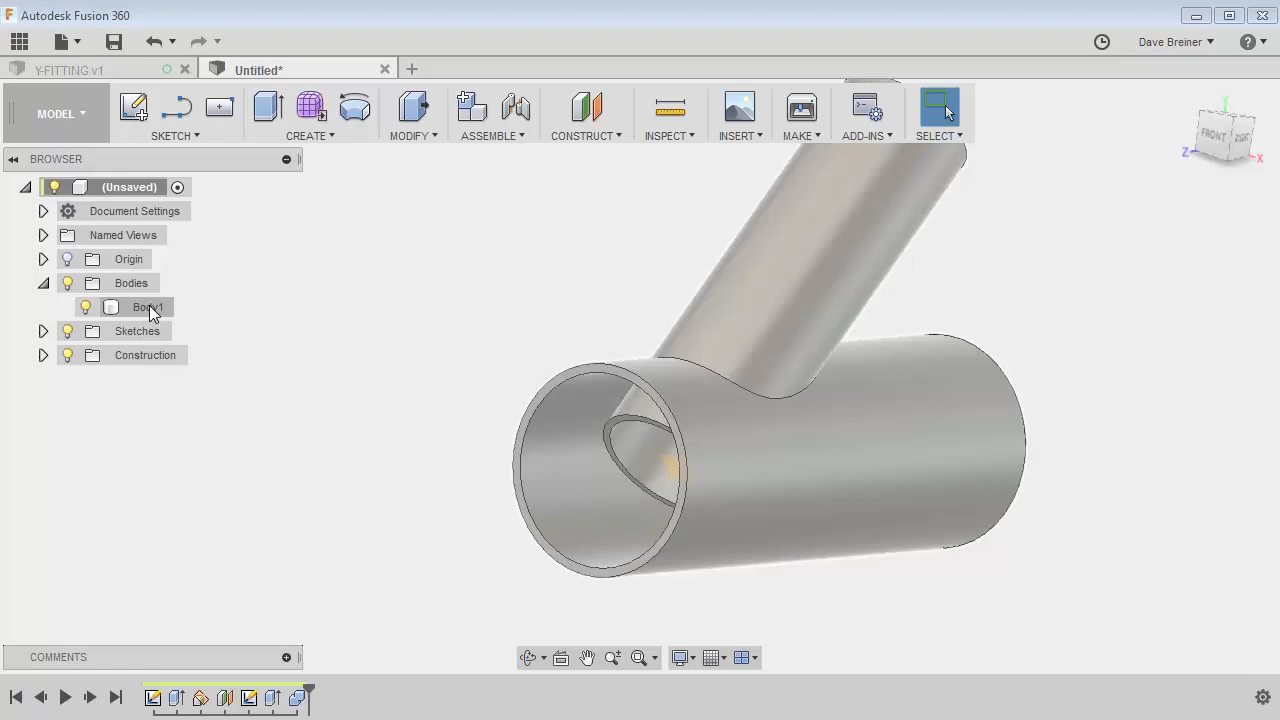 Autodesk Fusion 360
Dave Breiner
Y-FITTING v1
Untitled*
MODEL
SKETCH
CREATE
MODIFY
ASSEMBLE
CONSTRUCT
INSPECT
INSERT
MAKE
ADD-INS
SELECT
BROWSER
(Unsaved)
Document Settings
Named Views
Origin
Bodies
Body1
Sketches
Construction
FRONT
RIGHT
Y
Z
X
COMMENTS